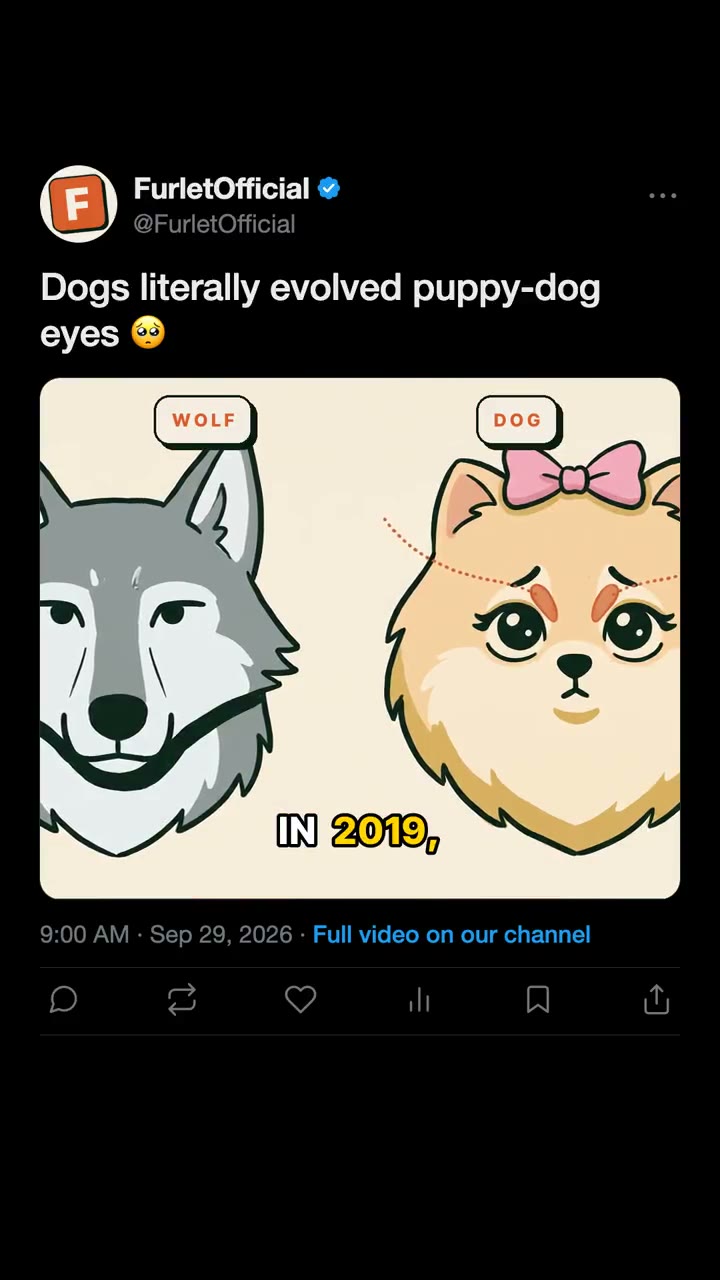 F
FurletOfficial
@FurletOfficial
Dogs literally evolved puppy-dog
eyes 🥺
WOLF
DOG
IN 2019,
9:00 AM · Sep 29, 2026 · Full video on our channel